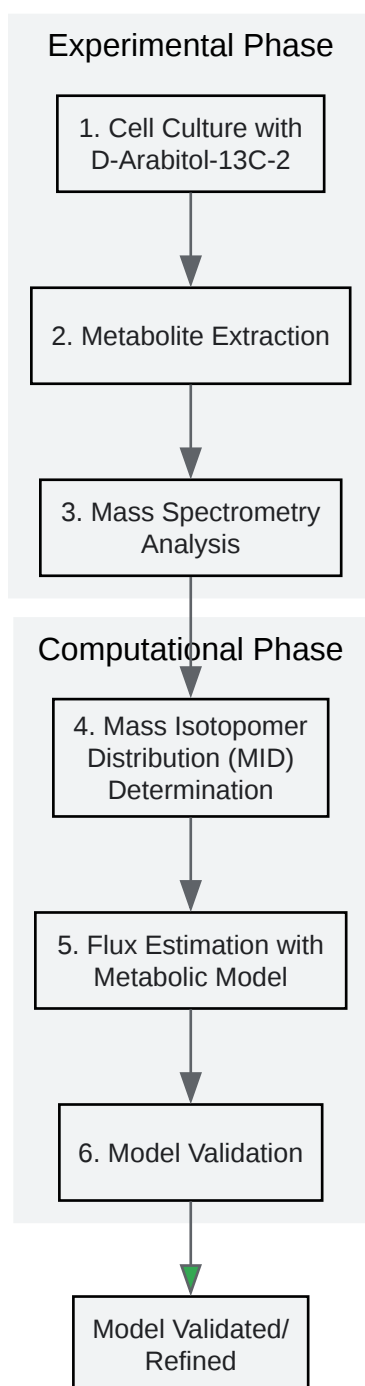 Experimental Phase
1. Cell Culture with
D-Arabitol-13C-2
2. Metabolite Extraction
3. Mass Spectrometry
Analysis
Computational Phase
4. Mass Isotopomer
Distribution (MID)
Determination
5. Flux Estimation with
Metabolic Model
6. Model Validation
Model Validated/
Refined